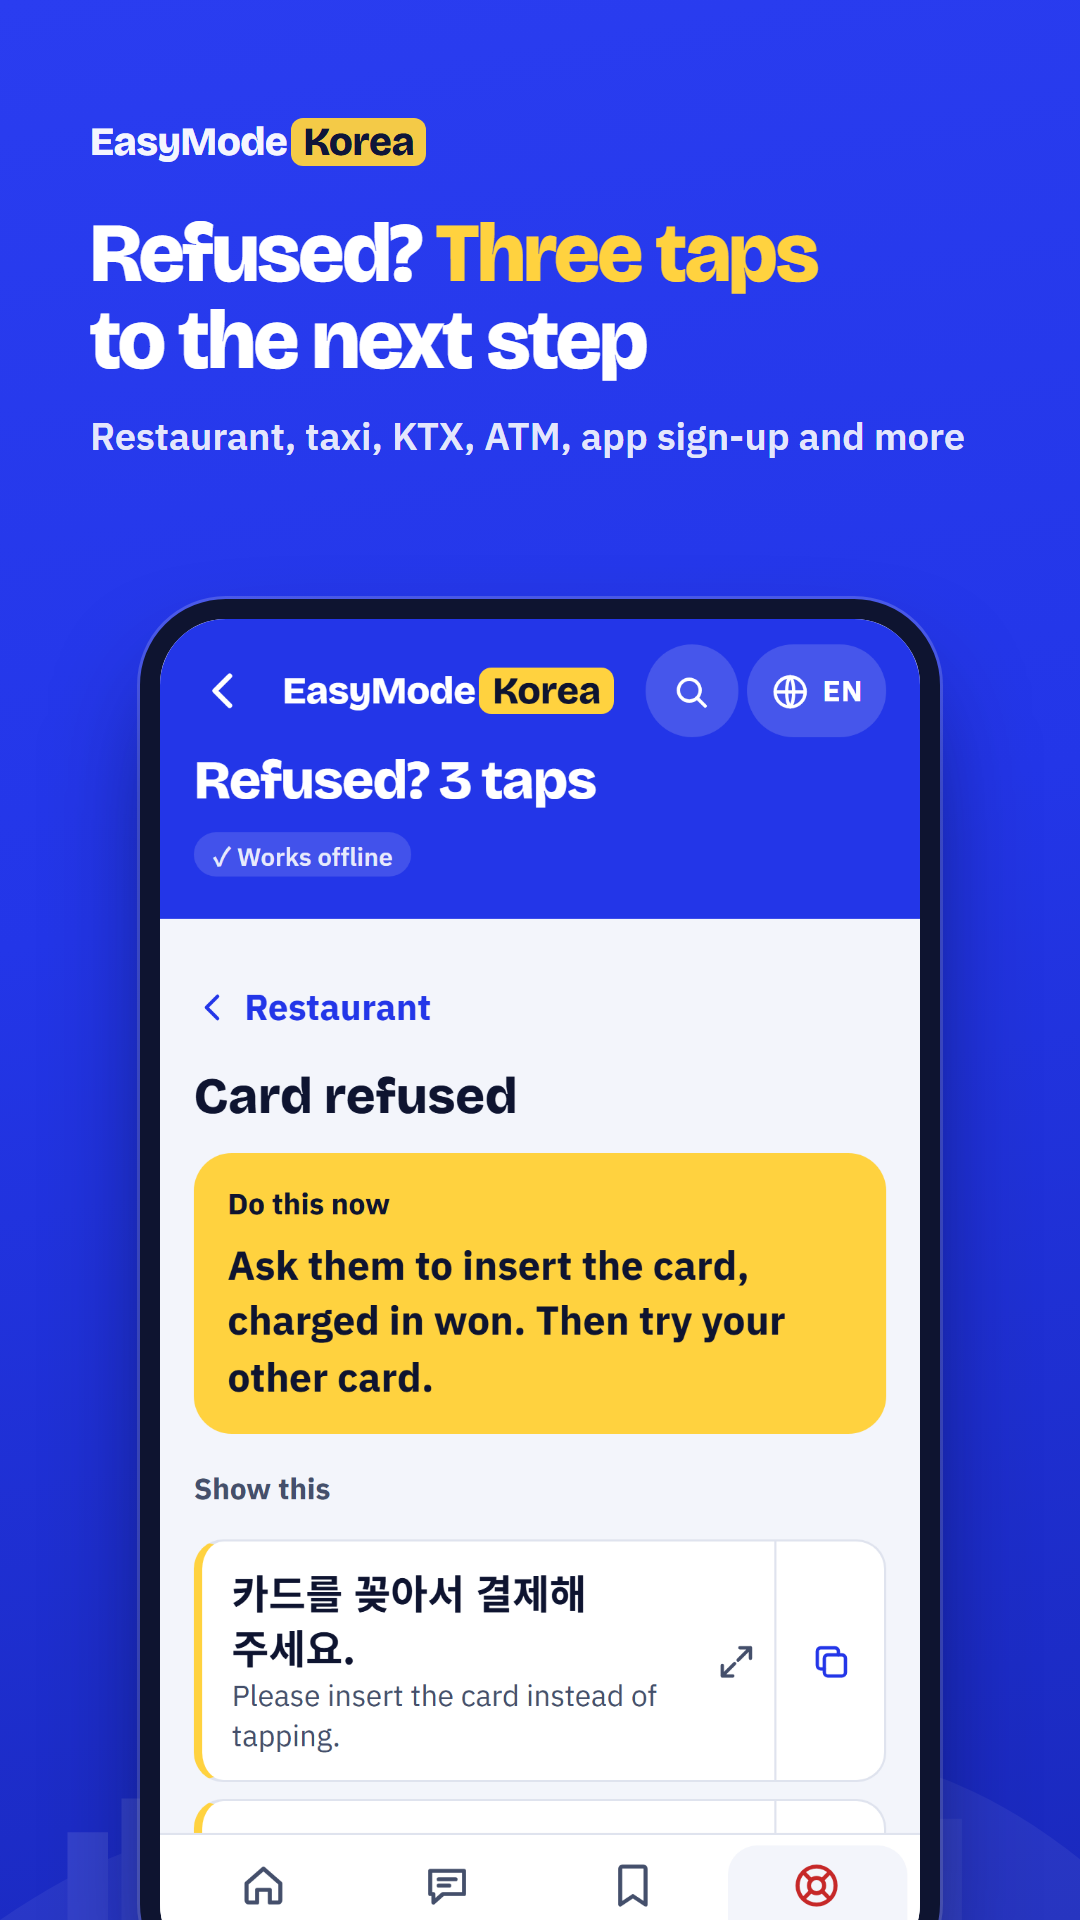 EasyMode Korea
Refused? Three taps
to the next step
Restaurant, taxi, KTX, ATM, app sign-up and more
EasyMode Korea
EN
Refused? 3 taps
✓ Works offline
Restaurant
Card refused
Do this now
Ask them to insert the card,
charged in won. Then try your
other card.
Show this
카드를 꽂아서 결제해
주세요.
Please insert the card instead of
tapping.